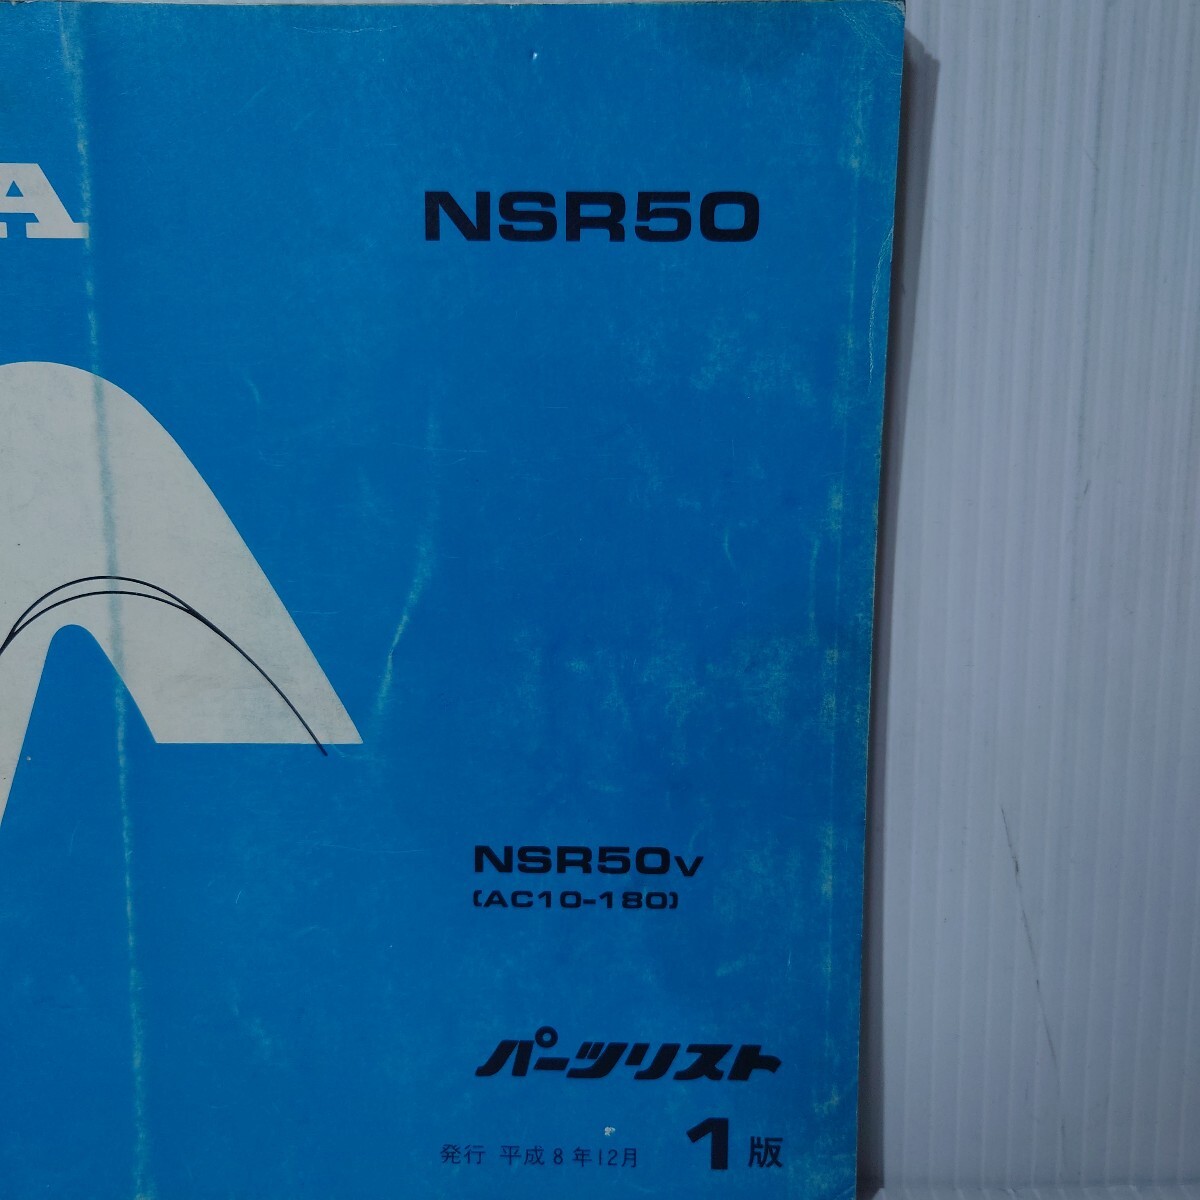 A
NSR50
NSR50V
(AC10-180)
パーツリスト
発行 平成8年12月 1版